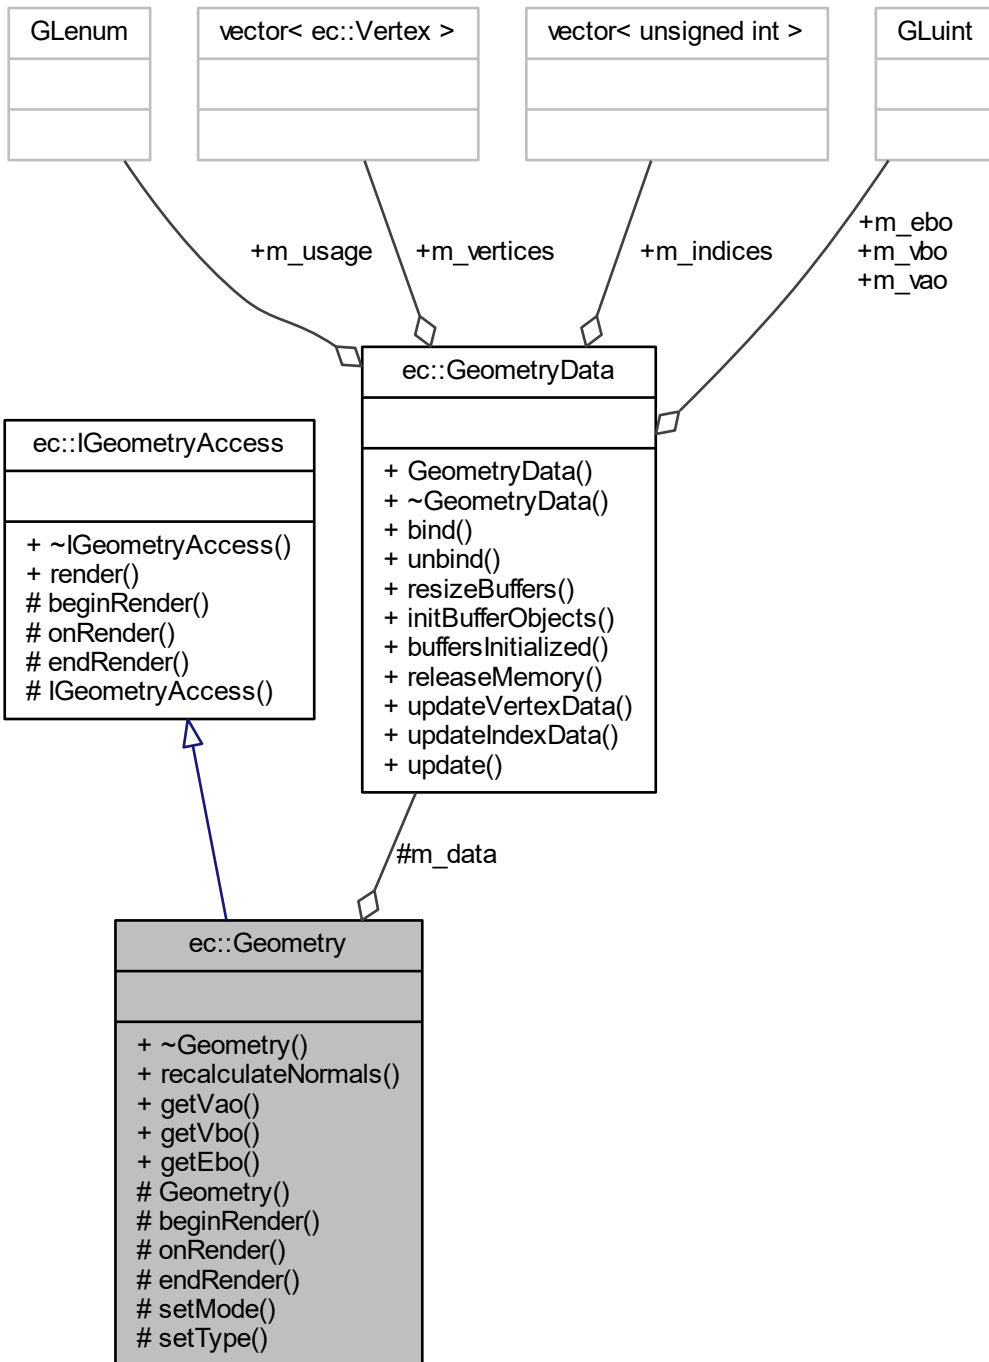 GLenum
vector< ec::Vertex >
vector< unsigned int >
GLuint
+m_usage
+m_vertices
+m_indices
+m_ebo
+m_vbo
+m_vao
ec::GeometryData
+ GeometryData()
+ ~GeometryData()
+ bind()
+ unbind()
+ resizeBuffers()
+ initBufferObjects()
+ buffersInitialized()
+ releaseMemory()
+ updateVertexData()
+ updateIndexData()
+ update()
ec::IGeometryAccess
+ ~IGeometryAccess()
+ render()
# beginRender()
# onRender()
# endRender()
# IGeometryAccess()
#m_data
ec::Geometry
+ ~Geometry()
+ recalculateNormals()
+ getVao()
+ getVbo()
+ getEbo()
# Geometry()
# beginRender()
# onRender()
# endRender()
# setMode()
# setType()